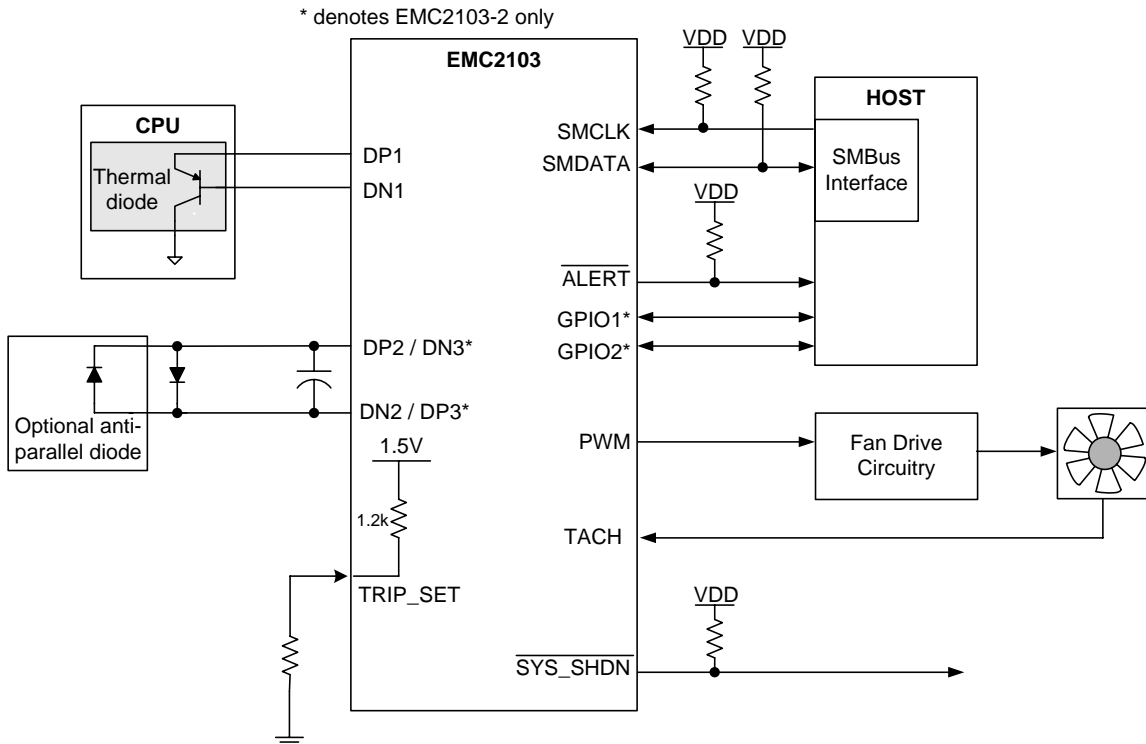 * denotes EMC2103-2 only
EMC2103
CPU
Thermal
diode
DP1
DN1
DP2 / DN3*
DN2 / DP3*
Optional anti-
parallel diode
1.5V
1.2k
TRIP_SET
VDD
VDD
SMCLK
SMDATA
VDD
ALERT
GPIO1*
GPIO2*
HOST
SMBus
Interface
PWM
Fan Drive
Circuitry
TACH
VDD
SYS_SHDN